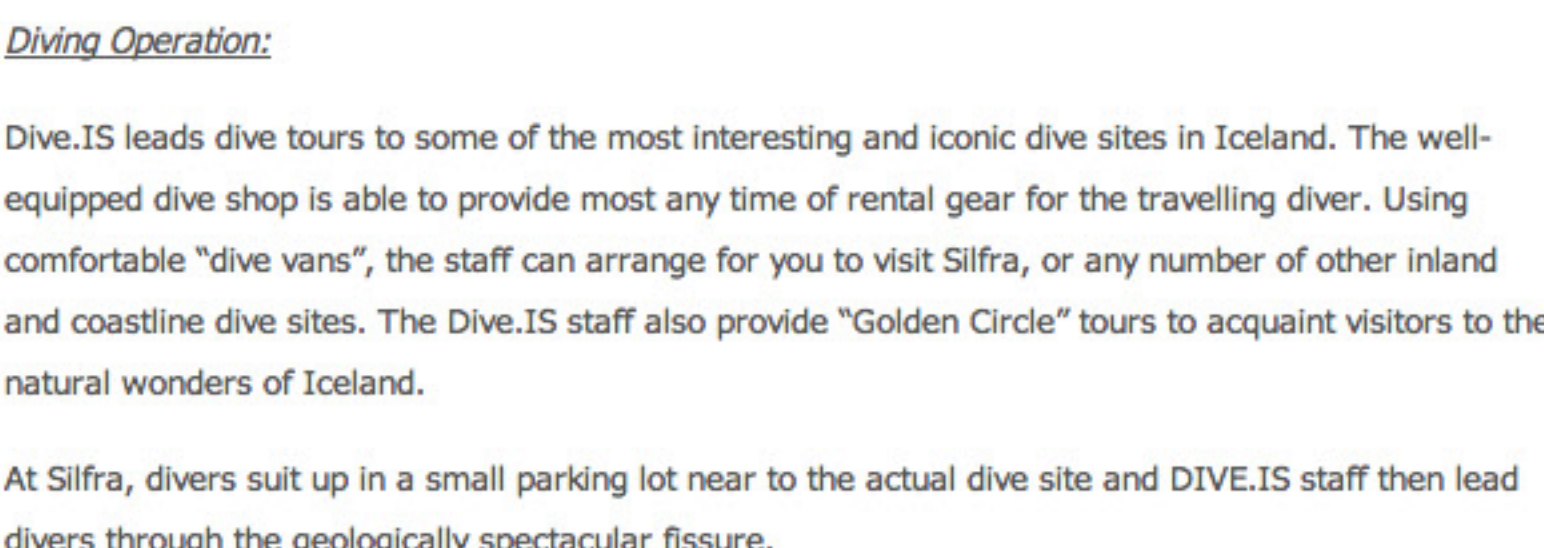 Diving Operation:
Dive.IS leads dive tours to some of the most interesting and iconic dive sites in Iceland. The well-
equipped dive shop is able to provide most any time of rental gear for the travelling diver. Using
comfortable “dive vans”, the staff can arrange for you to visit Silfra, or any number of other inland
and coastline dive sites. The Dive.IS staff also provide “Golden Circle” tours to acquaint visitors to the
natural wonders of Iceland.
At Silfra, divers suit up in a small parking lot near to the actual dive site and DIVE.IS staff then lead
divers through the geologically spectacular fissure.